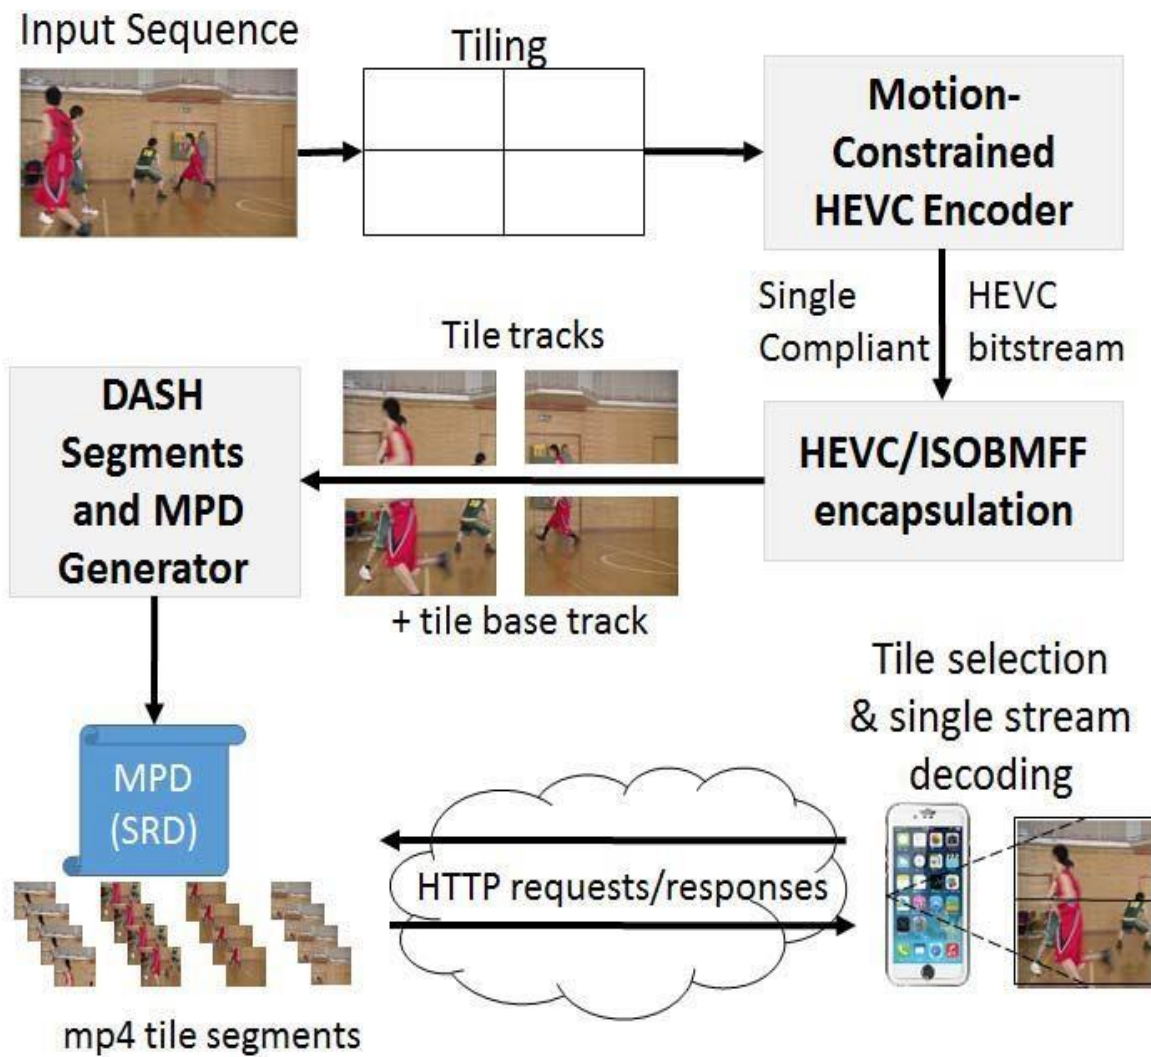 Input Sequence
Tiling
Motion-
Constrained
HEVC Encoder
Single HEVC
Compliant bitstream
Tile tracks
DASH
Segments
and MPD
Generator
HEVC/ISOBMFF
encapsulation
+ tile base track
Tile selection
& single stream
decoding
MPD
(SRD)
HTTP requests/responses
mp4 tile segments